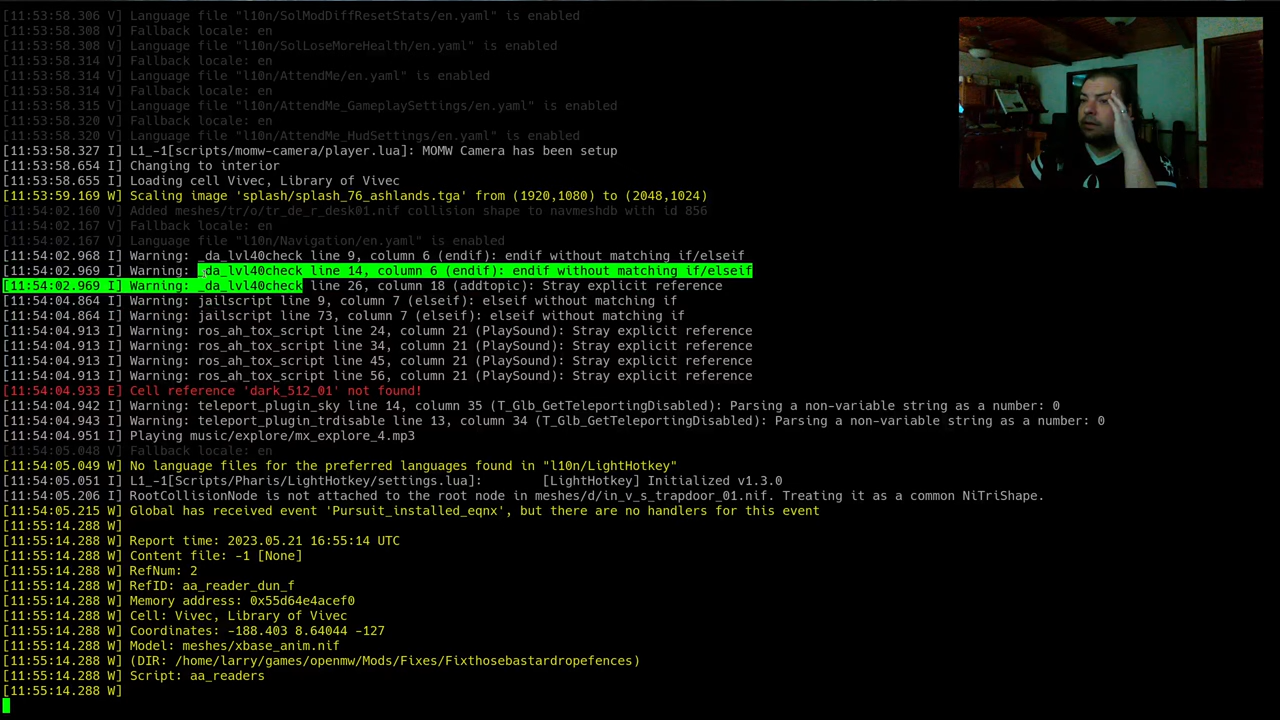 [11:53:58.306 V] Language file "l10n/SolModDiffResetStats/en.yaml" is enabled
[11:53:58.308 V] Fallback locale: en
[11:53:58.308 V] Language file "l10n/SolLoseMoreHealth/en.yaml" is enabled
[11:53:58.314 V] Fallback locale: en
[11:53:58.314 V] Language file "l10n/AttendMe/en.yaml" is enabled
[11:53:58.314 V] Fallback locale: en
[11:53:58.315 V] Language file "l10n/AttendMe_GameplaySettings/en.yaml" is enabled
[11:53:58.320 V] Fallback locale: en
[11:53:58.320 V] Language file "l10n/AttendMe_HudSettings/en.yaml" is enabled
[11:53:58.327 I] L1_-1[scripts/momw-camera/player.lua]: MOMW Camera has been setup
[11:53:58.654 I] Changing to interior
[11:53:58.655 I] Loading cell Vivec, Library of Vivec
[11:53:59.169 W] Scaling image 'splash/splash_76_ashlands.tga' from (1920,1080) to (2048,1024)
[11:54:02.160 V] Added meshes/tr/o/tr_de_r_desk01.nif collision shape to navmeshdb with id 856
[11:54:02.167 V] Fallback locale: en
[11:54:02.167 V] Language file "l10n/Navigation/en.yaml" is enabled
[11:54:02.968 I] Warning: _da_lvl40check line 9, column 6 (endif): endif without matching if/elseif
[11:54:02.969 I] Warning: _da_lvl40check line 14, column 6 (endif): endif without matching if/elseif
[11:54:02.969 I] Warning: _da_lvl40check line 26, column 18 (addtopic): Stray explicit reference
[11:54:04.864 I] Warning: jailscript line 9, column 7 (elseif): elseif without matching if
[11:54:04.864 I] Warning: jailscript line 73, column 7 (elseif): elseif without matching if
[11:54:04.913 I] Warning: ros_ah_tox_script line 24, column 21 (PlaySound): Stray explicit reference
[11:54:04.913 I] Warning: ros_ah_tox_script line 34, column 21 (PlaySound): Stray explicit reference
[11:54:04.913 I] Warning: ros_ah_tox_script line 45, column 21 (PlaySound): Stray explicit reference
[11:54:04.913 I] Warning: ros_ah_tox_script line 56, column 21 (PlaySound): Stray explicit reference
[11:54:04.933 E] Cell reference 'dark_512_01' not found!
[11:54:04.942 I] Warning: teleport_plugin_sky line 14, column 35 (T_Glb_GetTeleportingDisabled): Parsing a non-variable string as a number: 0
[11:54:04.943 I] Warning: teleport_plugin_trdisable line 13, column 34 (T_Glb_GetTeleportingDisabled): Parsing a non-variable string as a number: 0
[11:54:04.951 I] Playing music/explore/mx_explore_4.mp3
[11:54:05.048 V] Fallback locale: en
[11:54:05.049 W] No language files for the preferred languages found in "l10n/LightHotkey"
[11:54:05.051 I] L1_-1[Scripts/Pharis/LightHotkey/settings.lua]: [LightHotkey] Initialized v1.3.0
[11:54:05.206 I] RootCollisionNode is not attached to the root node in meshes/d/in_v_s_trapdoor_01.nif. Treating it as a common NiTriShape.
[11:54:05.215 W] Global has received event 'Pursuit_installed_eqnx', but there are no handlers for this event
[11:55:14.288 W]
[11:55:14.288 W] Report time: 2023.05.21 16:55:14 UTC
[11:55:14.288 W] Content file: -1 [None]
[11:55:14.288 W] RefNum: 2
[11:55:14.288 W] RefID: aa_reader_dun_f
[11:55:14.288 W] Memory address: 0x55d64e4acef0
[11:55:14.288 W] Cell: Vivec, Library of Vivec
[11:55:14.288 W] Coordinates: -188.403 8.64044 -127
[11:55:14.288 W] Model: meshes/xbase_anim.nif
[11:55:14.288 W] (DIR: /home/larry/games/openmw/Mods/Fixes/Fixthosebastardropefences)
[11:55:14.288 W] Script: aa_readers
[11:55:14.288 W]